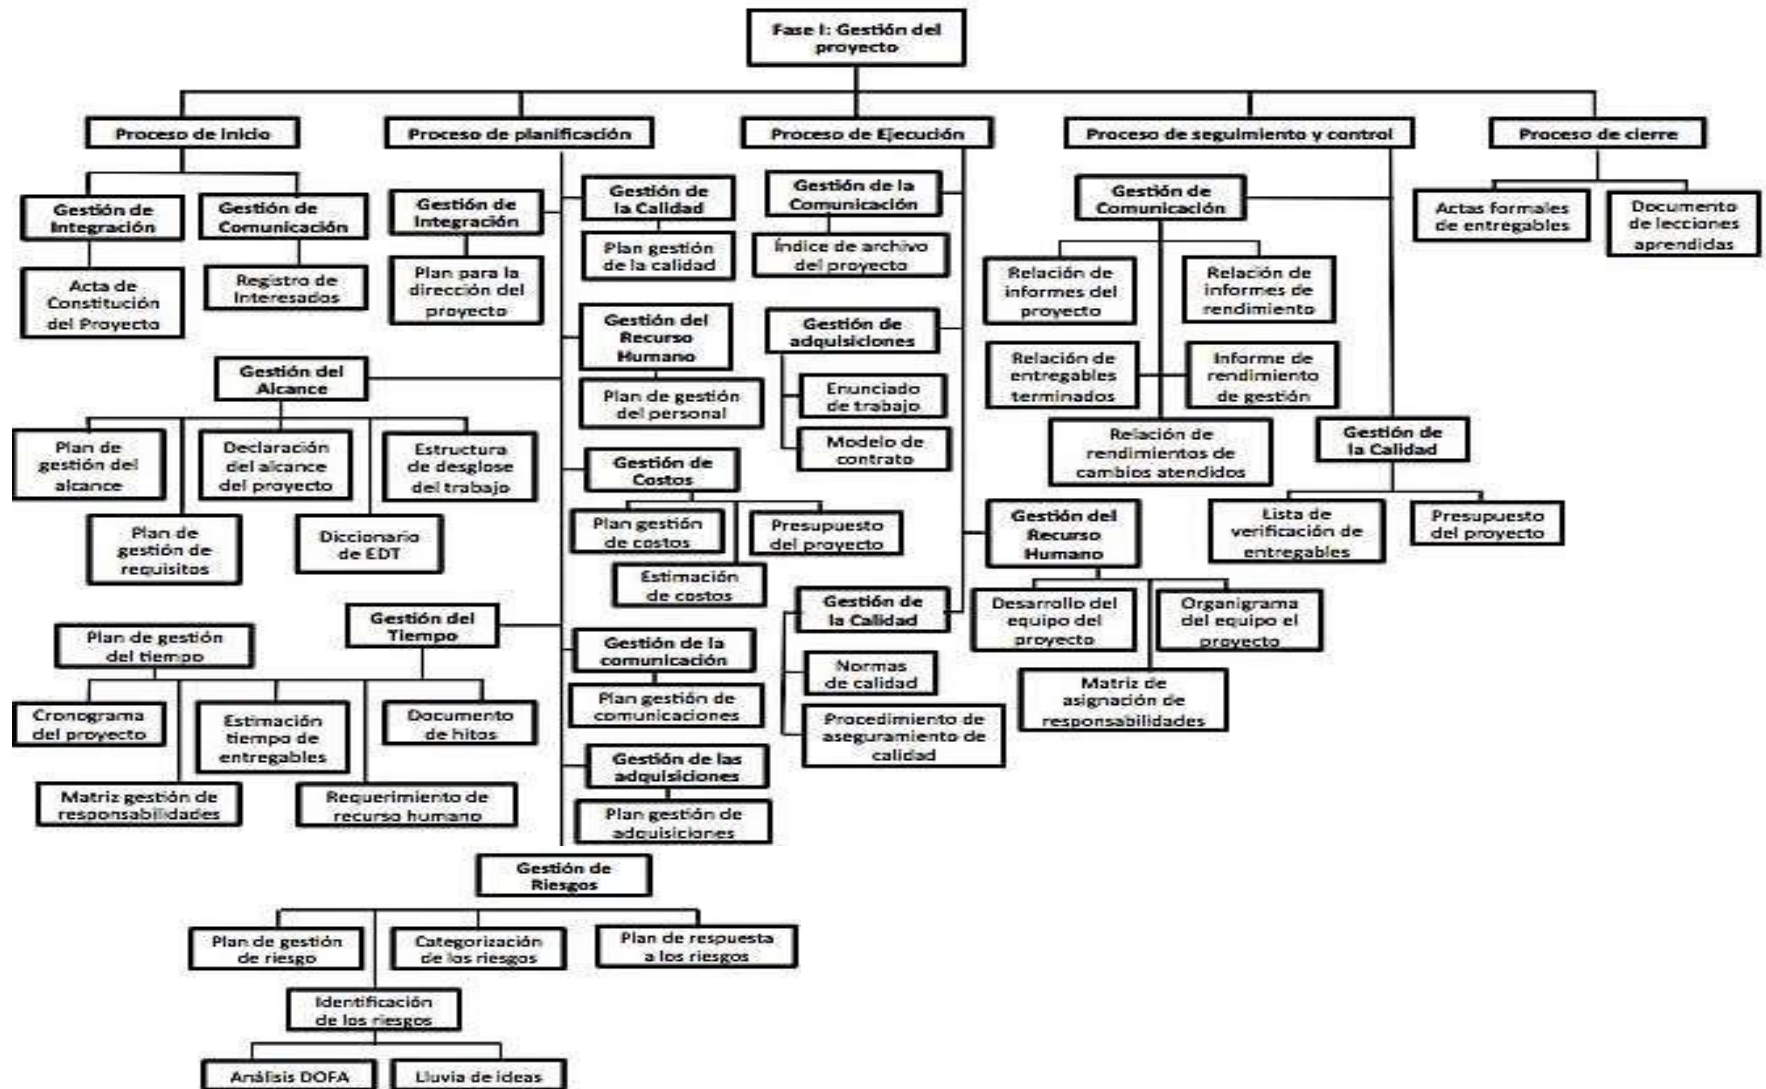 Fase I: Gestión del
proyecto
Proceso de inicio
Proceso de planificación
Proceso de Ejecución
Proceso de seguimiento y control
Proceso de cierre
Gestión de
Integración
Acta de
Constitución
del Proyecto
Gestión de
Comunicación
Registro de
Interesados
Gestión de
Integración
Plan para la
dirección del
proyecto
Gestión de
la Calidad
Plan gestión
de la calidad
Gestión del
Recurso
Humano
Plan de gestión
del personal
Gestión del
Alcance
Plan de
gestión del
alcance
Declaración
del alcance
del proyecto
Estructura
de desglose
del trabajo
Plan de
gestión de
requisitos
Diccionario
de EDT
Gestión de
Costos
Plan gestión
de costos
Presupuesto
del proyecto
Estimación
de costos
Gestión del
Tiempo
Plan de gestión
del tiempo
Cronograma
del proyecto
Estimación
tiempo de
entregables
Documento
de hitos
Matriz gestión de
responsabilidades
Requerimiento de
recurso humano
Gestión de la
comunicación
Plan gestión de
comunicaciones
Gestión de las
adquisiciones
Plan gestión de
adquisiciones
Gestión de
Riesgos
Plan de gestión
de riesgo
Categorización
de los riesgos
Plan de respuesta
a los riesgos
Identificación
de los riesgos
Análisis DOFA
Lluvia de ideas
Gestión de la
Comunicación
Índice de archivo
del proyecto
Gestión de
adquisiciones
Enunciado
de trabajo
Modelo de
contrato
Gestión del
Recurso
Humano
Desarrollo del
equipo del
proyecto
Organigrama
del equipo el
proyecto
Matriz de
asignación de
responsabilidades
Gestión de
la Calidad
Normas
de calidad
Procedimiento de
aseguramiento de
calidad
Gestión de
Comunicación
Relación de
informes del
proyecto
Relación de
informes de
rendimiento
Relación de
entregables
terminados
Informe de
rendimiento
de gestión
Relación de
rendimientos de
cambios atendidos
Gestión de
la Calidad
Lista de
verificación de
entregables
Presupuesto
del proyecto
Actas formales
de entregables
Documento
de lecciones
aprendidas